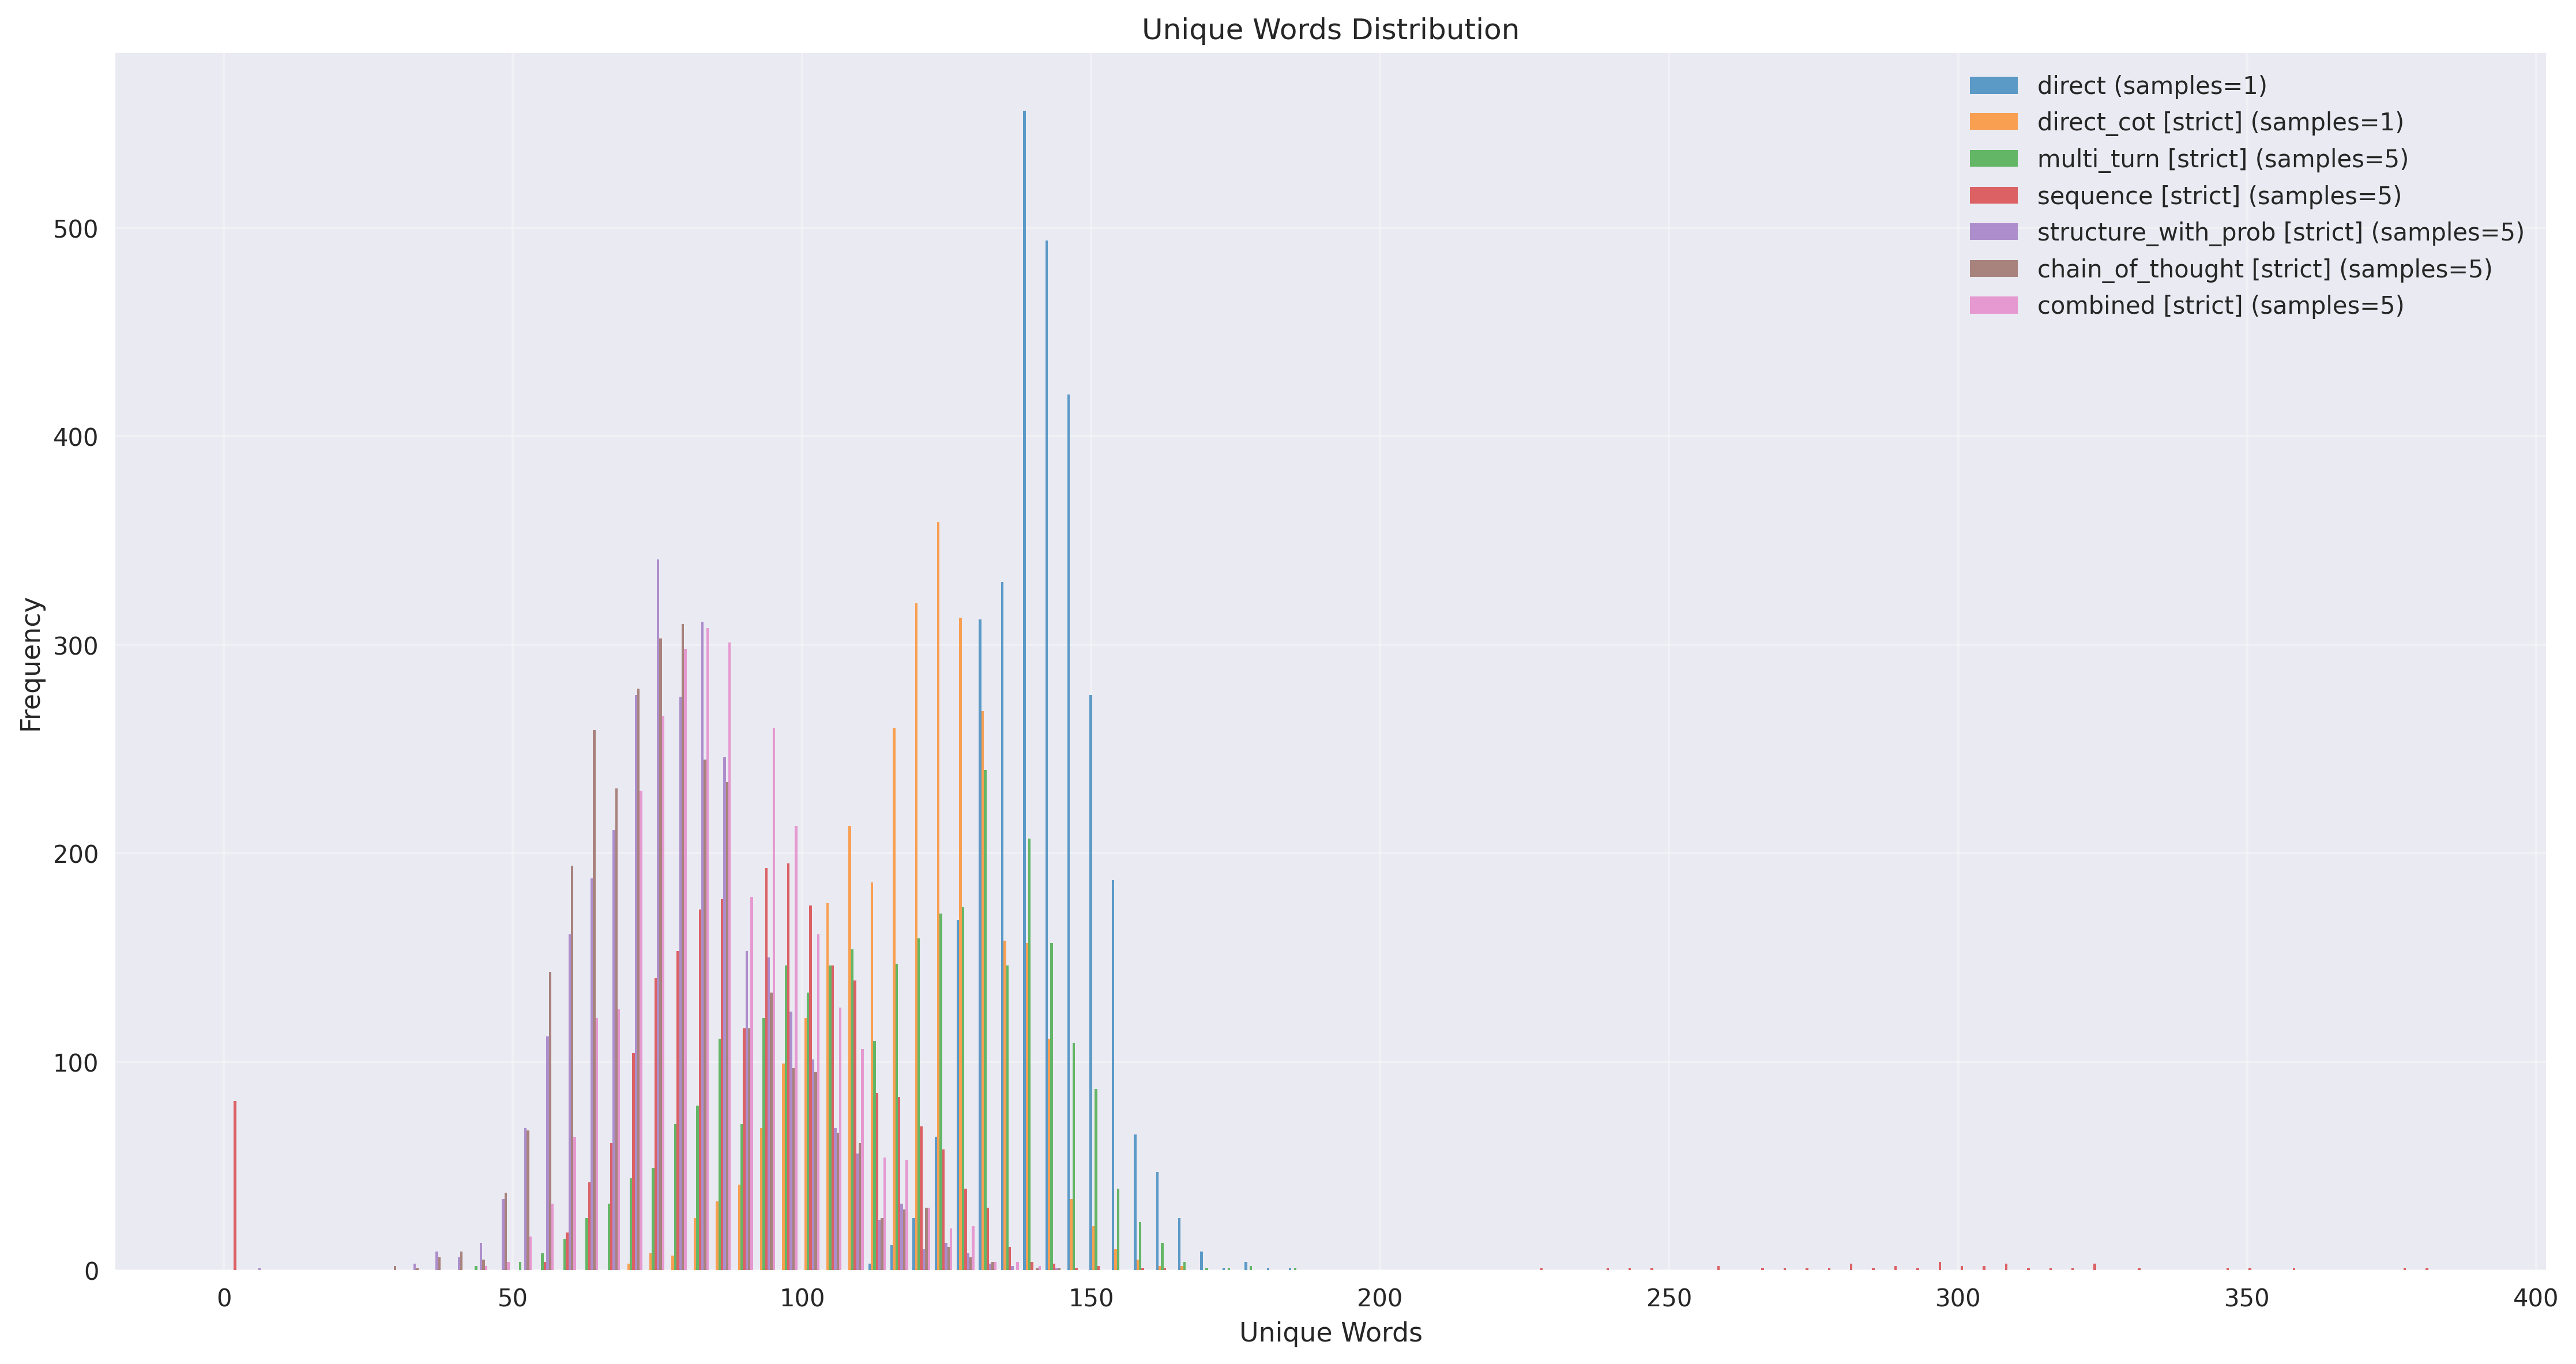 Unique Words Distribution
direct (samples=1)
direct_cot [strict] (samples=1)
multi_turn [strict] (samples=5)
sequence [strict] (samples=5)
structure_with_prob [strict] (samples=5)
chain_of_thought [strict] (samples=5)
combined [strict] (samples=5)
Frequency
500
400
300
200
100
0
0 50 100 150 200 250 300 350 400
Unique Words